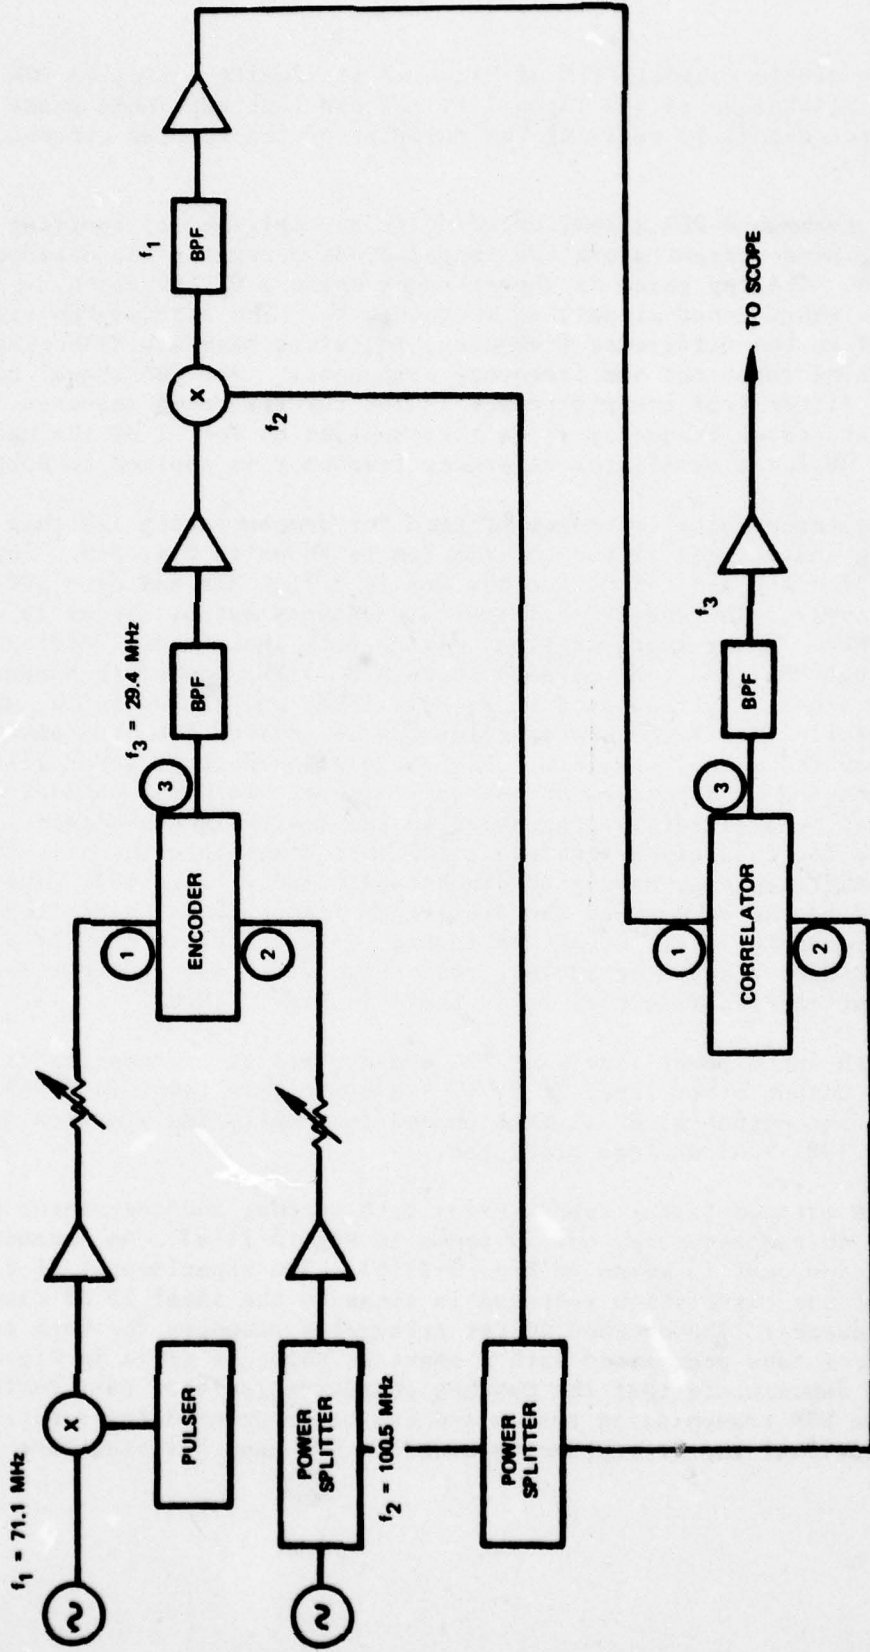 f1 = 71.1 MHz
X
PULSER
~
POWER
SPLITTER
f2 = 100.5 MHz
~
POWER
SPLITTER
1
ENCODER
2
3
f3 = 29.4 MHz
BPF
X
f2
f1
BPF
1
CORRELATOR
2
3
BPF
f3
TO SCOPE